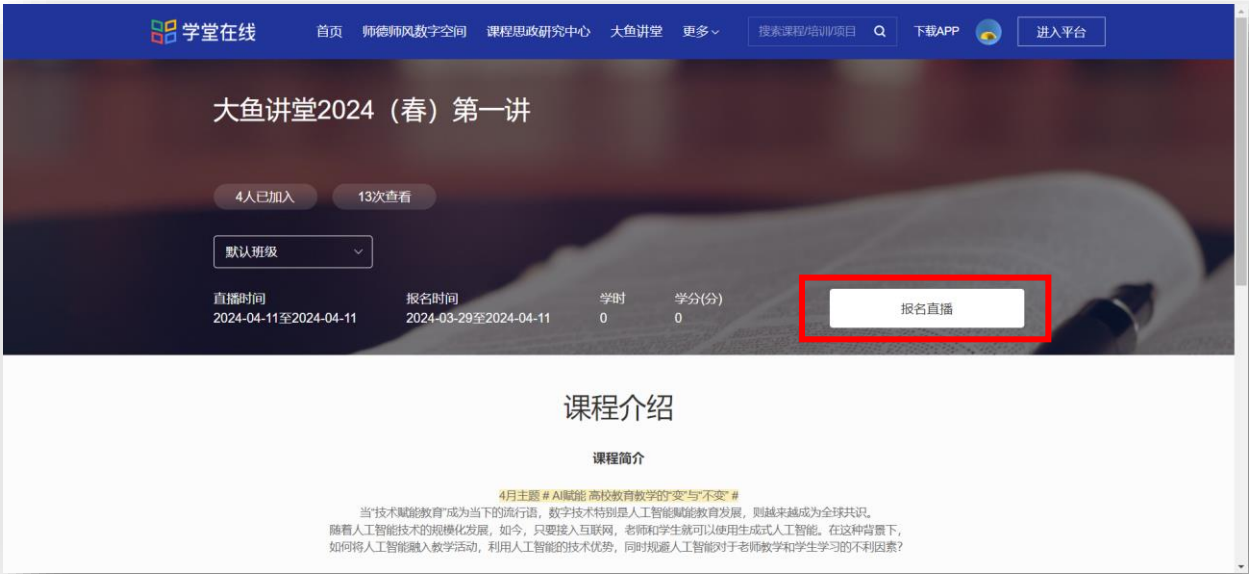 学堂在线
首页 师德师风数字空间 课程思政研究中心 大鱼讲堂 更多 搜索课程/培训/项目 下载APP 进入平台
大鱼讲堂2024（春）第一讲
4人已加入 13次查看
默认班级
直播时间 报名时间 学时 学分(分)
2024-04-11至2024-04-11 2024-03-29至2024-04-11 0 0
报名直播
课程介绍
课程简介
4月主题 # AI赋能 高校教育教学的“变”与“不变” #
当“技术赋能教育”成为当下的流行语，数字技术特别是人工智能赋能教育发展，则越来越成为全球共识。
随着人工智能技术的规模化发展，如今，只要接入互联网，老师和学生就可以使用生成式人工智能。在这种背景下，
如何将人工智能融入教学活动，利用人工智能的技术优势，同时规避人工智能对于老师教学和学生学习的不利因素？